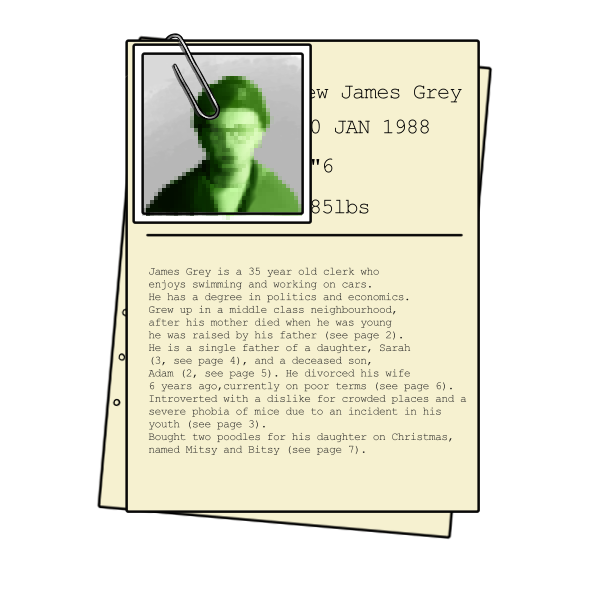 ew James Grey
0 JAN 1988
"6
85lbs
James Grey is a 35 year old clerk who
enjoys swimming and working on cars.
He has a degree in politics and economics.
Grew up in a middle class neighbourhood,
after his mother died when he was young
he was raised by his father (see page 2).
He is a single father of a daughter, Sarah
(3, see page 4), and a deceased son,
Adam (2, see page 5). He divorced his wife
6 years ago,currently on poor terms (see page 6).
Introverted with a dislike for crowded places and a
severe phobia of mice due to an incident in his
youth (see page 3).
Bought two poodles for his daughter on Christmas,
named Mitsy and Bitsy (see page 7).